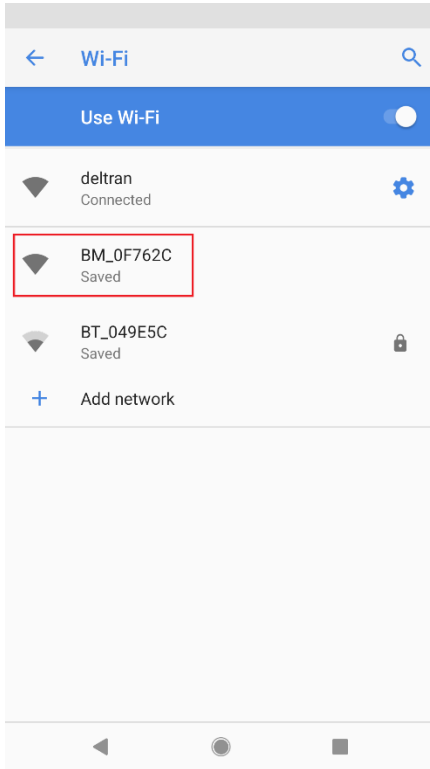 Wi-Fi
Use Wi-Fi
deltran
Connected
BM_0F762C
Saved
BT_049E5C
Saved
Add network